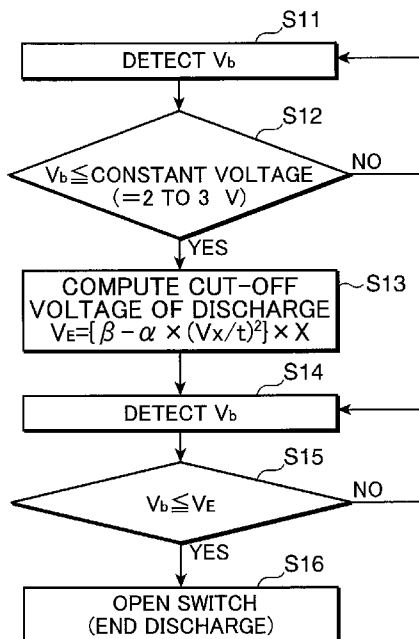 S11
DETECT Vb
S12
Vb≦CONSTANT VOLTAGE
(=2 TO 3 V)
NO
YES
COMPUTE CUT-OFF
VOLTAGE OF DISCHARGE
VE={β-α×(Vx/t)²}×X
S13
S14
DETECT Vb
S15
Vb≦VE
NO
YES
S16
OPEN SWITCH
(END DISCHARGE)